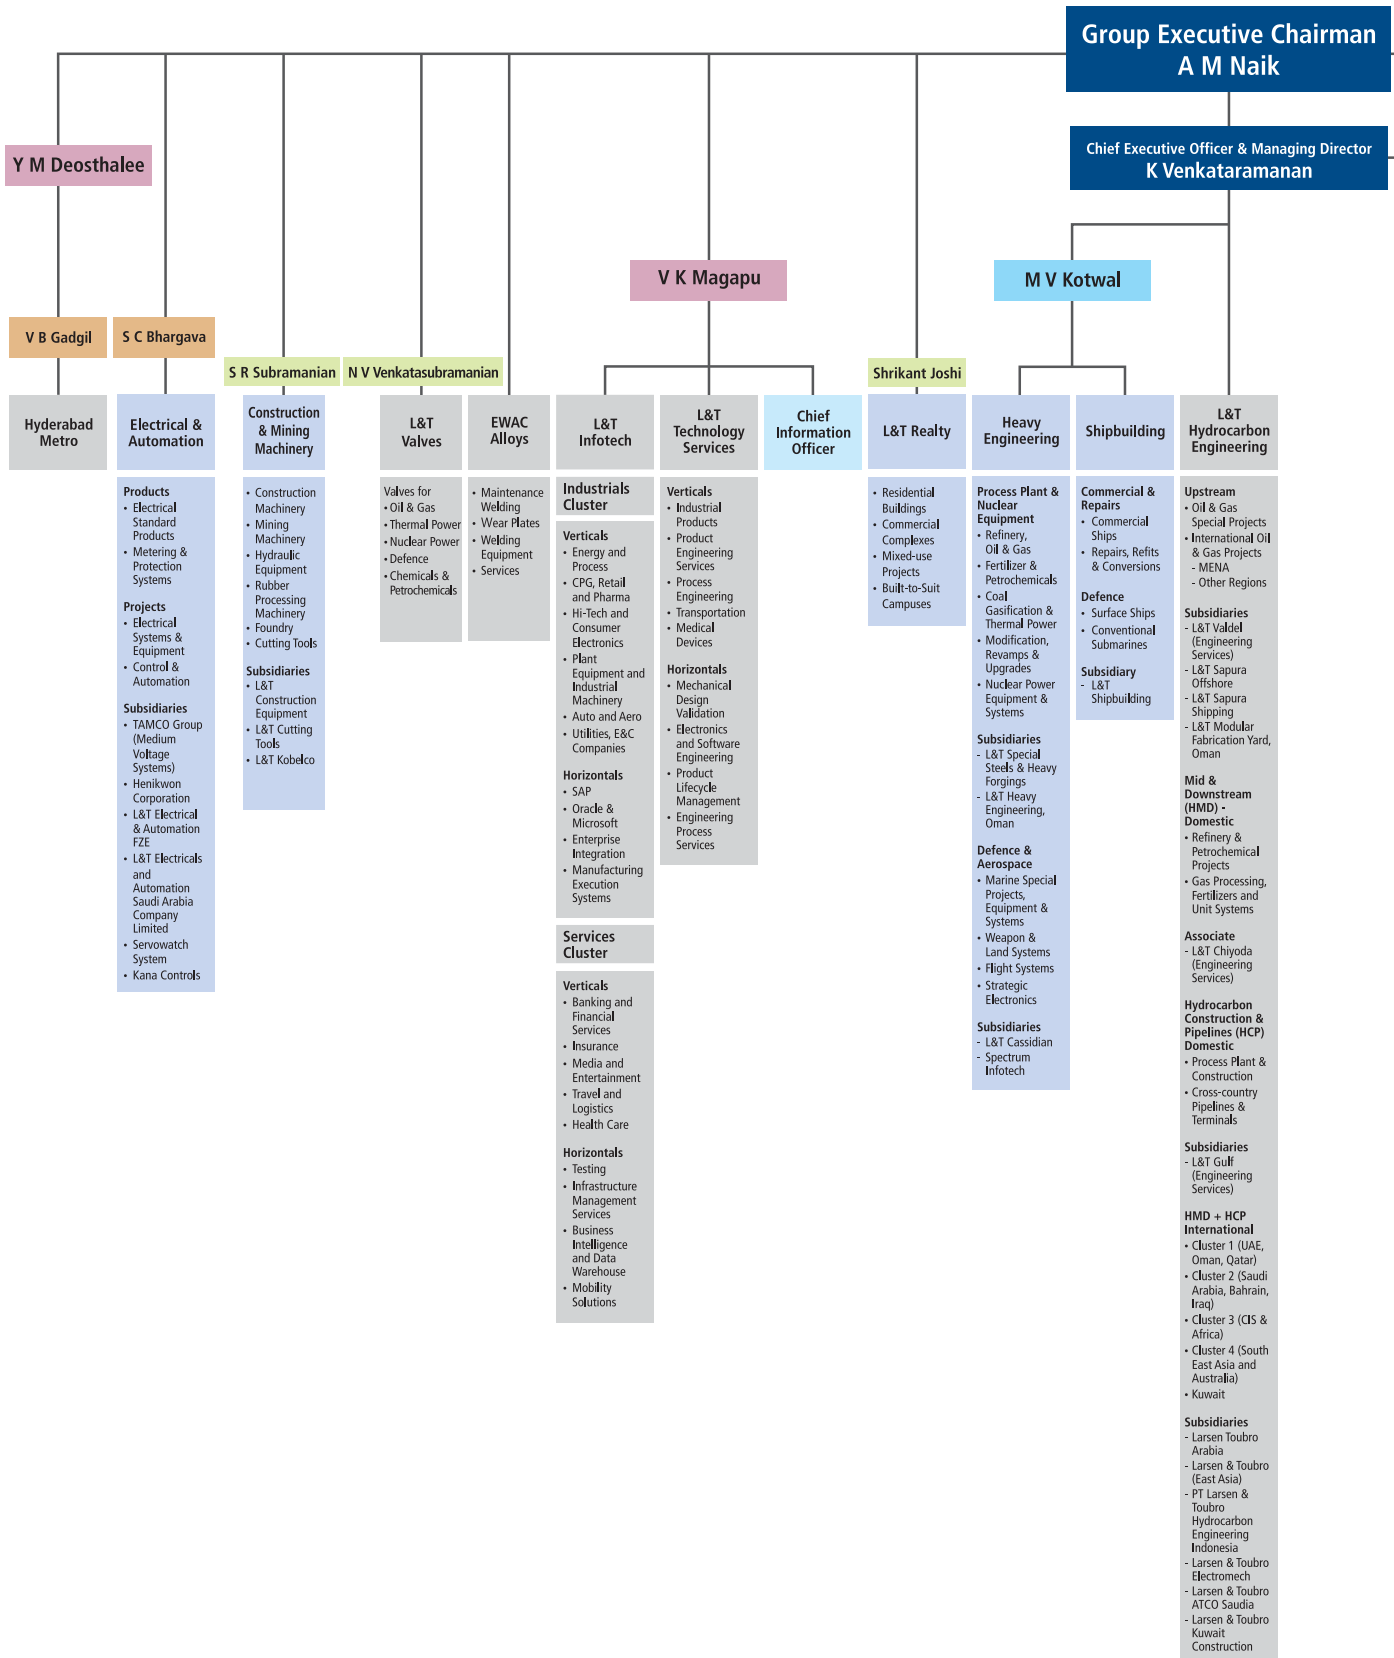 Group Executive Chairman
A M Naik
Chief Executive Officer & Managing Director
K Venkataramanan
Y M Deosthalee
V K Magapu
M V Kotwal
V B Gadgil
S C Bhargava
S R Subramanian
N V Venkatasubramanian
Shrikant Joshi
Hyderabad
Metro
Electrical &
Automation
Products
• Electrical
Standard
Products
• Metering &
Protection
Systems
Projects
• Electrical
Systems &
Equipment
• Control &
Automation
Subsidiaries
• TAMCO Group
(Medium
Voltage
Systems)
• Henikwon
Corporation
• L&T Electrical
& Automation
FZE
• L&T Electricals
and
Automation
Saudi Arabia
Company
Limited
• Servowatch
System
• Kana Controls
Construction
& Mining
Machinery
• Construction
Machinery
• Mining
Machinery
• Hydraulic
Equipment
• Rubber
Processing
Machinery
• Foundry
• Cutting Tools
Subsidiaries
• L&T
Construction
Equipment
• L&T Cutting
Tools
• L&T Kobelco
L&T
Valves
Valves for
• Oil & Gas
• Thermal Power
• Nuclear Power
• Defence
• Chemicals &
Petrochemicals
EWAC
Alloys
• Maintenance
Welding
• Wear Plates
• Welding
Equipment
• Services
L&T
Infotech
Industrials
Cluster
Verticals
• Energy and
Process
• CPG, Retail
and Pharma
• Hi-Tech and
Consumer
Electronics
• Plant
Equipment and
Industrial
Machinery
• Auto and Aero
• Utilities, E&C
Companies
Horizontals
• SAP
• Oracle &
Microsoft
• Enterprise
Integration
• Manufacturing
Execution
Systems
Services
Cluster
Verticals
• Banking and
Financial
Services
• Insurance
• Media and
Entertainment
• Travel and
Logistics
• Health Care
Horizontals
• Testing
• Infrastructure
Management
Services
• Business
Intelligence
and Data
Warehouse
• Mobility
Solutions
L&T
Technology
Services
Verticals
• Industrial
Products
• Product
Engineering
Services
• Process
Engineering
• Transportation
• Medical
Devices
Horizontals
• Mechanical
Design
Validation
• Electronics
and Software
Engineering
• Product
Lifecycle
Management
• Engineering
Process
Services
Chief
Information
Officer
L&T Realty
• Residential
Buildings
• Commercial
Complexes
• Mixed-use
Projects
• Built-to-Suit
Campuses
Heavy
Engineering
Process Plant &
Nuclear
Equipment
• Refinery,
Oil & Gas
• Fertilizer &
Petrochemicals
• Coal
Gasification &
Thermal Power
• Modification,
Revamps &
Upgrades
• Nuclear Power
Equipment &
Systems
Subsidiaries
- L&T Special
Steels & Heavy
Forgings
- L&T Heavy
Engineering,
Oman
Defence &
Aerospace
• Marine Special
Projects,
Equipment &
Systems
• Weapon &
Land Systems
• Flight Systems
• Strategic
Electronics
Subsidiaries
- L&T Cassidian
- Spectrum
Infotech
Shipbuilding
Commercial &
Repairs
• Commercial
Ships
• Repairs, Refits
& Conversions
Defence
• Surface Ships
• Conventional
Submarines
Subsidiary
- L&T
Shipbuilding
L&T
Hydrocarbon
Engineering
Upstream
• Oil & Gas
Special Projects
• International Oil
& Gas Projects
- MENA
- Other Regions
Subsidiaries
- L&T Valdel
(Engineering
Services)
- L&T Sapura
Offshore
- L&T Sapura
Shipping
- L&T Modular
Fabrication Yard,
Oman
Mid &
Downstream
(HMD) -
Domestic
• Refinery &
Petrochemical
Projects
• Gas Processing,
Fertilizers and
Unit Systems
Associate
- L&T Chiyoda
(Engineering
Services)
Hydrocarbon
Construction &
Pipelines (HCP)
Domestic
• Process Plant &
Construction
• Cross-country
Pipelines &
Terminals
Subsidiaries
- L&T Gulf
(Engineering
Services)
HMD + HCP
International
• Cluster 1 (UAE,
Oman, Qatar)
• Cluster 2 (Saudi
Arabia, Bahrain,
Iraq)
• Cluster 3 (CIS &
Africa)
• Cluster 4 (South
East Asia and
Australia)
• Kuwait
Subsidiaries
- Larsen Toubro
Arabia
- Larsen & Toubro
(East Asia)
- PT Larsen &
Toubro
Hydrocarbon
Engineering
Indonesia
- Larsen & Toubro
Electromech
- Larsen & Toubro
ATCO Saudia
- Larsen & Toubro
Kuwait
Construction